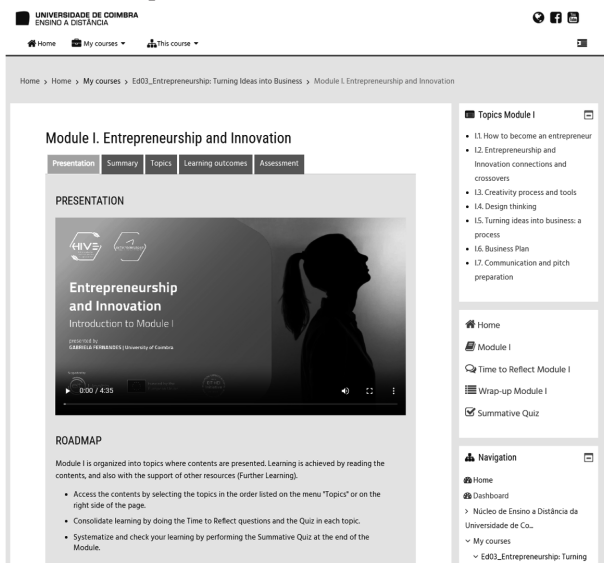 UNIVERSIDADE DE COIMBRA
ENSINO A DISTÂNCIA
Home My courses This course
Home > Home > My courses > Ed03_Entrepreneurship: Turning Ideas into Business > Module I. Entrepreneurship and Innovation
Module I. Entrepreneurship and Innovation
Presentation Summary Topics Learning outcomes Assessment
PRESENTATION
HIVE
Entrepreneurship
and Innovation
Introduction to Module I
presented by
GABRIELA FERNANDES | University of Coimbra
0:00 / 4:35
ROADMAP
Module I is organized into topics where contents are presented. Learning is achieved by reading the
contents, and also with the support of other resources (Further Learning).
• Access the contents by selecting the topics in the order listed on the menu "Topics" or on the
right side of the page.
• Consolidate learning by doing the Time to Reflect questions and the Quiz in each topic.
• Systematize and check your learning by performing the Summative Quiz at the end of the
Module.
Topics Module I
• I.1. How to become an entrepreneur
• I.2. Entrepreneurship and
Innovation connections and
crossovers
• I.3. Creativity process and tools
• I.4. Design thinking
• I.5. Turning ideas into business: a
process
• I.6. Business Plan
• I.7. Communication and pitch
preparation
Home
Module I
Time to Reflect Module I
Wrap-up Module I
Summative Quiz
Navigation
Home
Dashboard
> Núcleo de Ensino a Distância da
Universidade de Co...
My courses
Ed03_Entrepreneurship: Turning